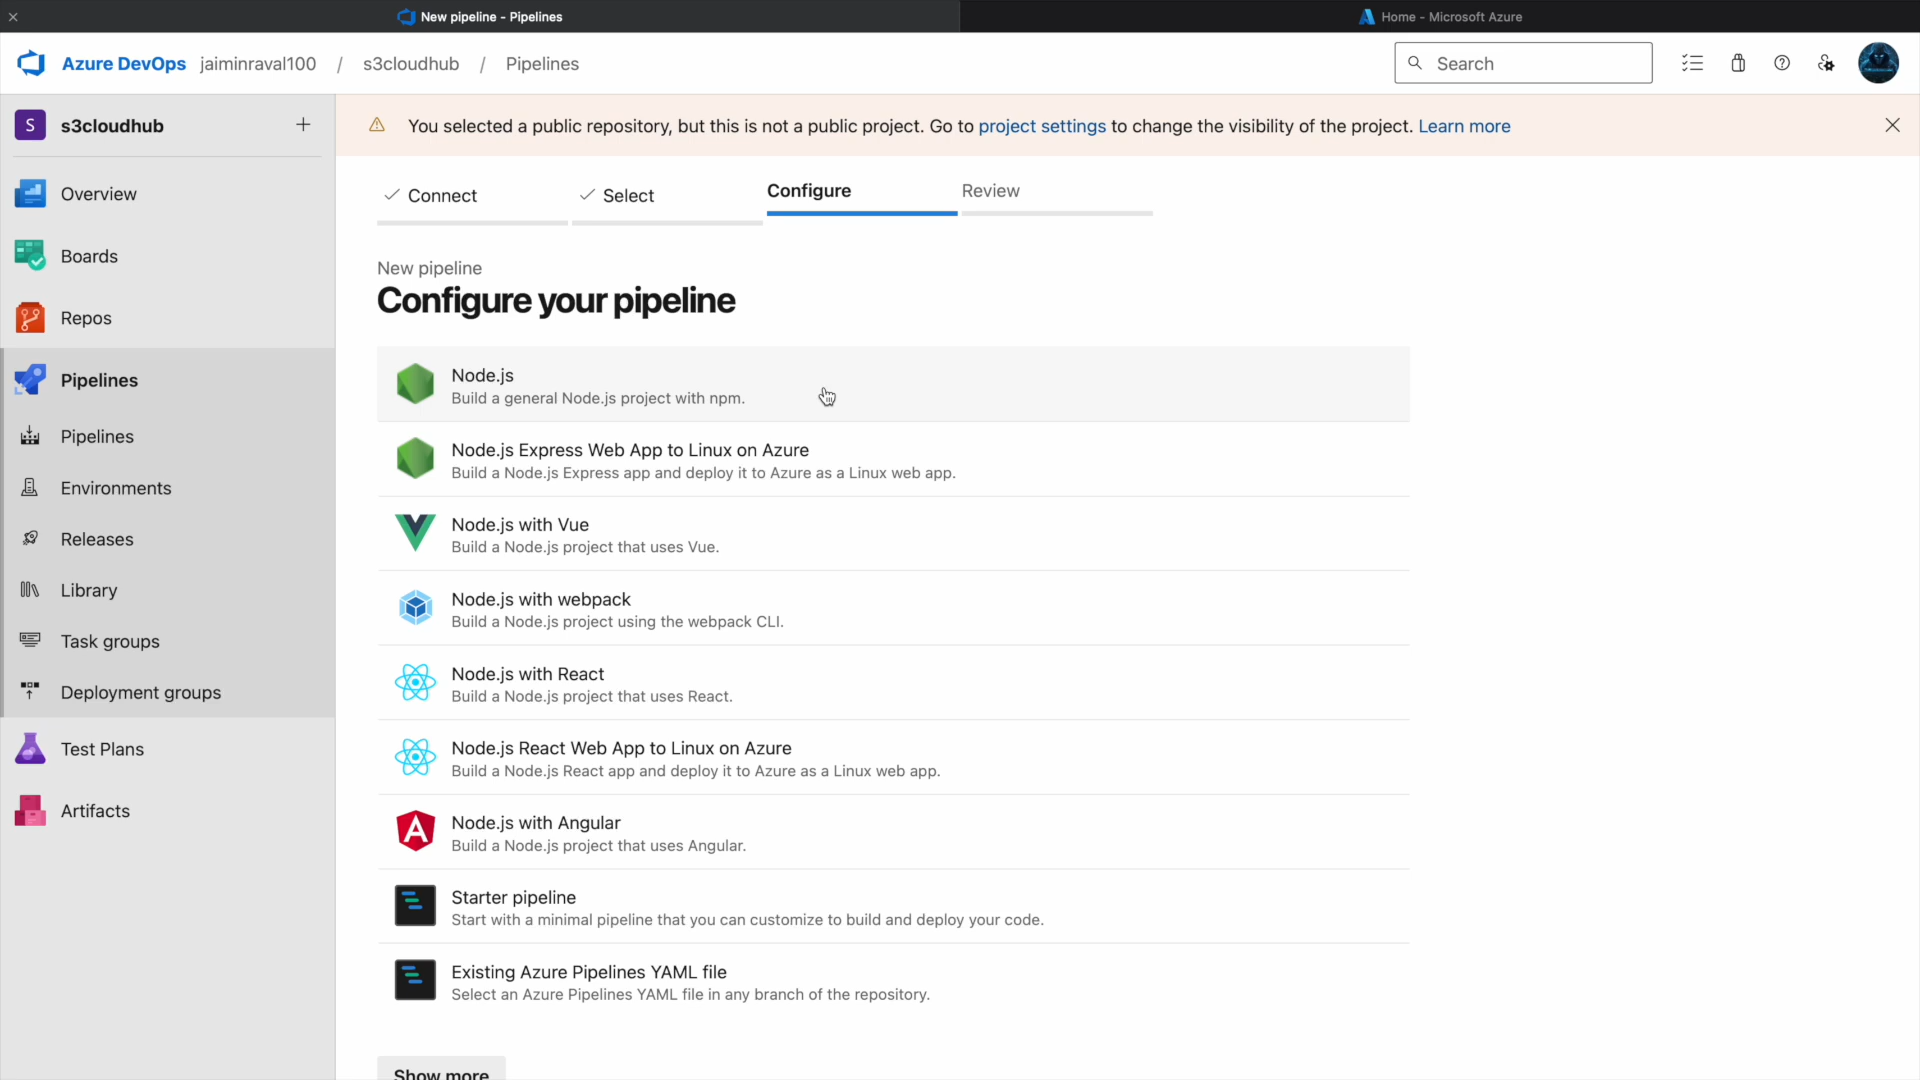 New pipeline - Pipelines
Home - Microsoft Azure
Azure DevOps jaiminraval100 / s3cloudhub / Pipelines
Search
S s3cloudhub
You selected a public repository, but this is not a public project. Go to project settings to change the visibility of the project. Learn more
Overview
Boards
Repos
Pipelines
Pipelines
Environments
Releases
Library
Task groups
Deployment groups
Test Plans
Artifacts
Connect
Select
Configure
Review
New pipeline
Configure your pipeline
Node.js
Build a general Node.js project with npm.
Node.js Express Web App to Linux on Azure
Build a Node.js Express app and deploy it to Azure as a Linux web app.
Node.js with Vue
Build a Node.js project that uses Vue.
Node.js with webpack
Build a Node.js project using the webpack CLI.
Node.js with React
Build a Node.js project that uses React.
Node.js React Web App to Linux on Azure
Build a Node.js React app and deploy it to Azure as a Linux web app.
Node.js with Angular
Build a Node.js project that uses Angular.
Starter pipeline
Start with a minimal pipeline that you can customize to build and deploy your code.
Existing Azure Pipelines YAML file
Select an Azure Pipelines YAML file in any branch of the repository.
Show more